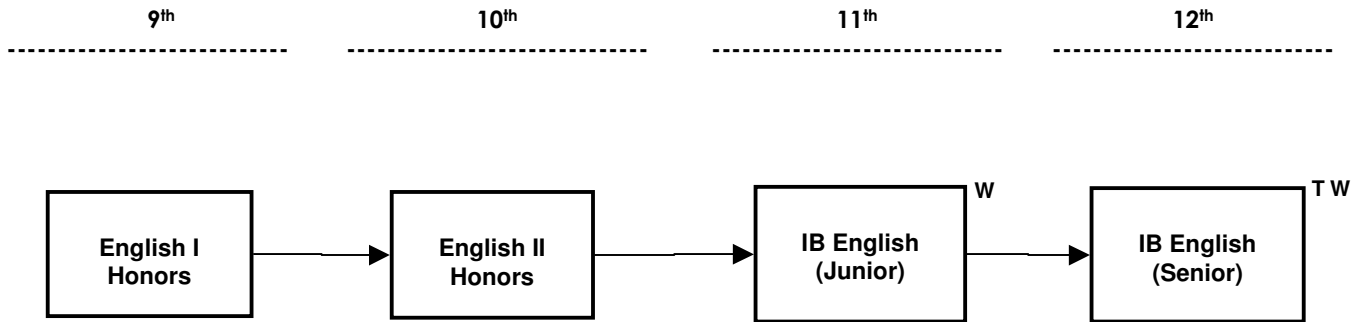 9th 10th 11th 12th
W T W
English I
Honors
English II
Honors
IB English
(Junior)
IB English
(Senior)